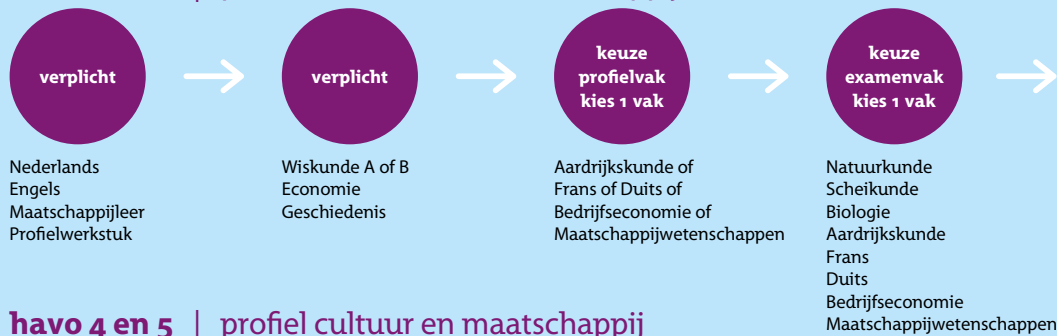 verplicht
Nederlands
Engels
Maatschappijleer
Profielwerkstuk
verplicht
Wiskunde A of B
Economie
Geschiedenis
keuze
profielvak
kies 1 vak
Aardrijkskunde of
Frans of Duits of
Bedrijfseconomie of
Maatschappijwetenschappen
keuze
examenvak
kies 1 vak
Natuurkunde
Scheikunde
Biologie
Aardrijkskunde
Frans
Duits
Bedrijfseconomie
Maatschappijwetenschappen
havo 4 en 5 | profiel cultuur en maatschappij